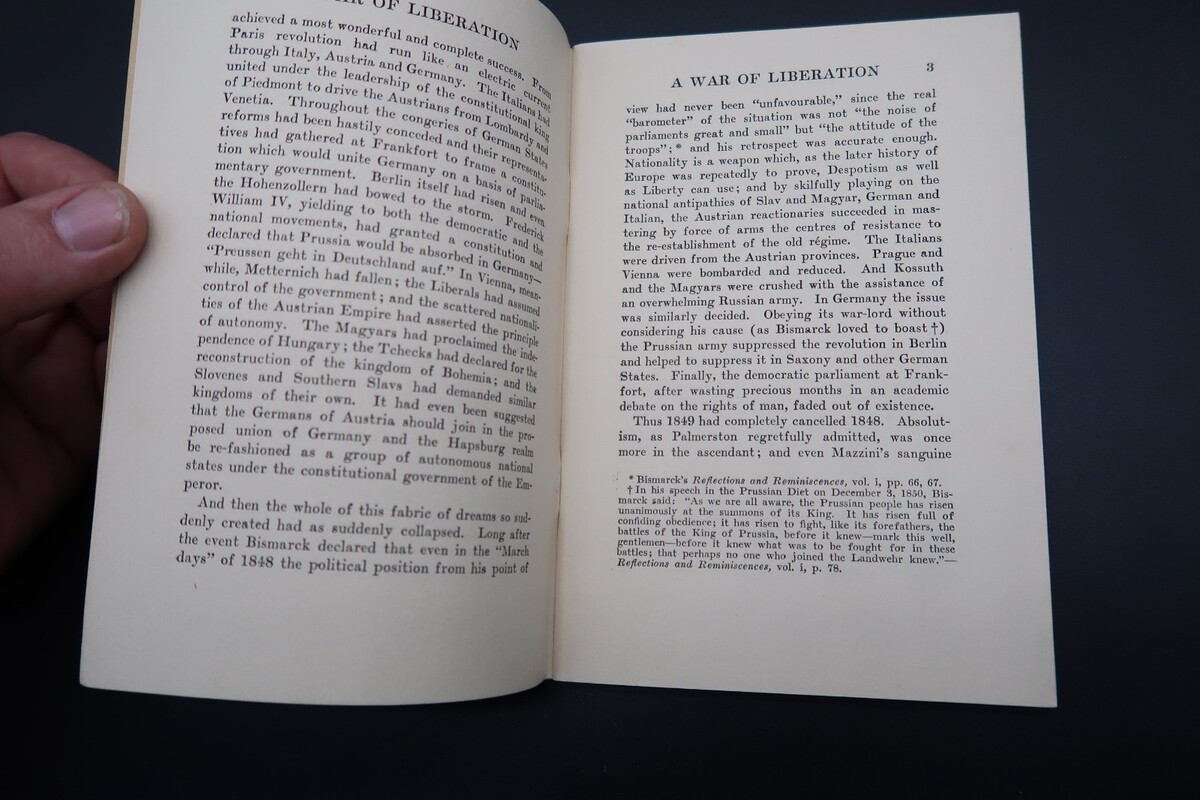 WAR OF LIBERATION
achieved a most wonderful and complete success. From
Paris revolution had run like an electric current
through Italy, Austria and Germany. The Italians had
united under the leadership of the constitutional king
of Piedmont to drive the Austrians from Lombardy and
Venetia. Throughout the congeries of German States
reforms had been hastily conceded and their representa-
tives had gathered at Frankfort to frame a constitu-
tion which would unite Germany on a basis of parlia-
mentary government. Berlin itself had risen and even
the Hohenzollern had bowed to the storm. Frederick
William IV, yielding to both the democratic and the
national movements, had granted a constitution and
declared that Prussia would be absorbed in Germany—
“Preussen geht in Deutschland auf.” In Vienna, mean-
while, Metternich had fallen; the Liberals had assumed
control of the government; and the scattered nationali-
ties of the Austrian Empire had asserted the principle
of autonomy. The Magyars had proclaimed the inde-
pendence of Hungary; the Tchecks had declared for the
reconstruction of the kingdom of Bohemia; and the
Slovenes and Southern Slavs had demanded similar
kingdoms of their own. It had even been suggested
that the Germans of Austria should join in the pro-
posed union of Germany and the Hapsburg realm
be re-fashioned as a group of autonomous national
states under the constitutional government of the Em-
peror.
And then the whole of this fabric of dreams so sud-
denly created had as suddenly collapsed. Long after
the event Bismarck declared that even in the “March
days” of 1848 the political position from his point of
A WAR OF LIBERATION 3
view had never been “unfavourable,” since the real
“barometer” of the situation was not “the noise of
parliaments great and small” but “the attitude of the
troops”;* and his retrospect was accurate enough.
Nationality is a weapon which, as the later history of
Europe was repeatedly to prove, Despotism as well
as Liberty can use; and by skilfully playing on the
national antipathies of Slav and Magyar, German and
Italian, the Austrian reactionaries succeeded in mas-
tering by force of arms the centres of resistance to
the re-establishment of the old régime. The Italians
were driven from the Austrian provinces. Prague and
Vienna were bombarded and reduced. And Kossuth
and the Magyars were crushed with the assistance of
an overwhelming Russian army. In Germany the issue
was similarly decided. Obeying its war-lord without
considering his cause (as Bismarck loved to boast †)
the Prussian army suppressed the revolution in Berlin
and helped to suppress it in Saxony and other German
States. Finally, the democratic parliament at Frank-
fort, after wasting precious months in an academic
debate on the rights of man, faded out of existence.
Thus 1849 had completely cancelled 1848. Absolut-
ism, as Palmerston regretfully admitted, was once
more in the ascendant; and even Mazzini's sanguine
* Bismarck's Reflections and Reminiscences, vol. i, pp. 66, 67.
† In his speech in the Prussian Diet on December 3, 1850, Bis-
marck said: “As we are all aware, the Prussian people has risen
unanimously at the summons of its King. It has risen full of
confiding obedience; it has risen to fight, like its forefathers, the
battles of the King of Prussia, before it knew—mark this well,
gentlemen—before it knew what was to be fought for in these
battles; that perhaps no one who joined the Landwehr knew.”—
Reflections and Reminiscences, vol. i, p. 78.